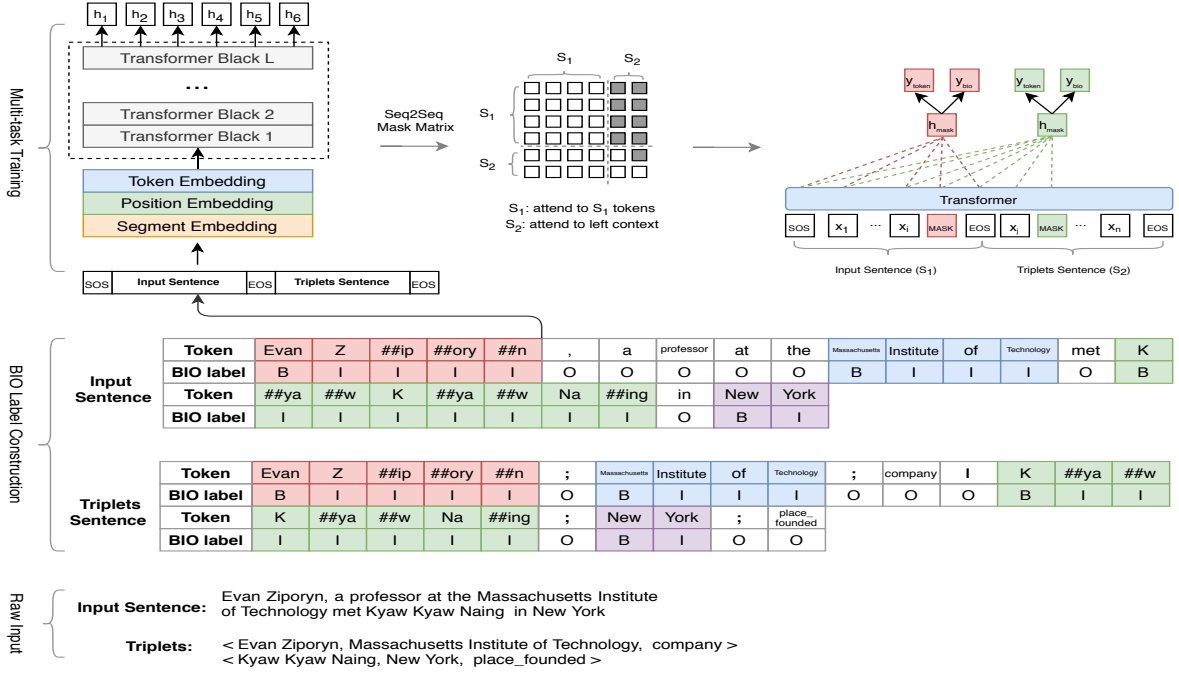 h1 h2 h3 h4 h5 h6
Transformer Black L
...
Transformer Black 2
Transformer Black 1
Token Embedding
Position Embedding
Segment Embedding
SOS Input Sentence EOS Triplets Sentence EOS
Multi-task Training
Seq2Seq
Mask Matrix
S1 S2
S1
S2
S1: attend to S1 tokens
S2: attend to left context
ytoken ybio ytoken ybio
hmask hmask
Transformer
SOS x1 ... xi MASK EOS xj MASK ... xn EOS
Input Sentence (S1) Triplets Sentence (S2)
BIO Label Construction
Input
Sentence
Token Evan Z ##ip ##ory ##n , a professor at the Massachusetts Institute of Technology met K
BIO label B I I I I O O O O O B I I I O B
Token ##ya ##w K ##ya ##w Na ##ing in New York
BIO label I I I I I I I O B I
Triplets
Sentence
Token Evan Z ##ip ##ory ##n ; Massachusetts Institute of Technology ; company I K ##ya ##w
BIO label B I I I I O B I I I O O O B I I
Token K ##ya ##w Na ##ing ; New York ; place_
founded
BIO label I I I I I O B I O O
Raw Input
Input Sentence: Evan Ziporyn, a professor at the Massachusetts Institute
of Technology met Kyaw Kyaw Naing in New York
Triplets: < Evan Ziporyn, Massachusetts Institute of Technology, company >
< Kyaw Kyaw Naing, New York, place_founded >